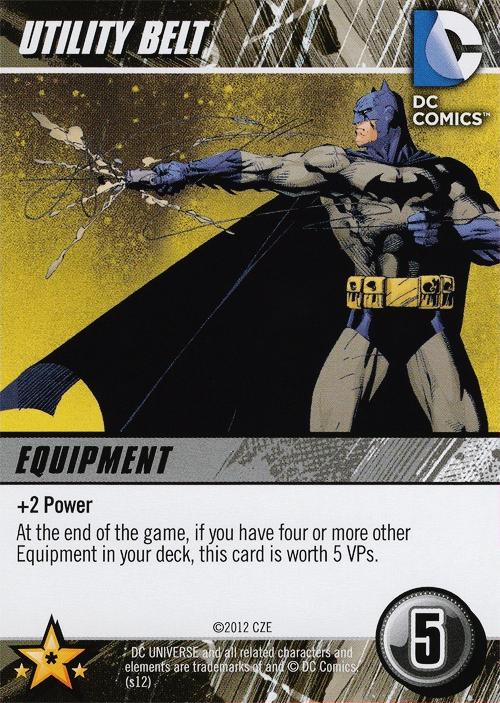 UTILITY BELT
DC
COMICS™
EQUIPMENT
+2 Power
At the end of the game, if you have four or more other
Equipment in your deck, this card is worth 5 VPs.
©2012 CZE
*
DC UNIVERSE and all related characters and
elements are trademarks of and © DC Comics.
(s12)
5